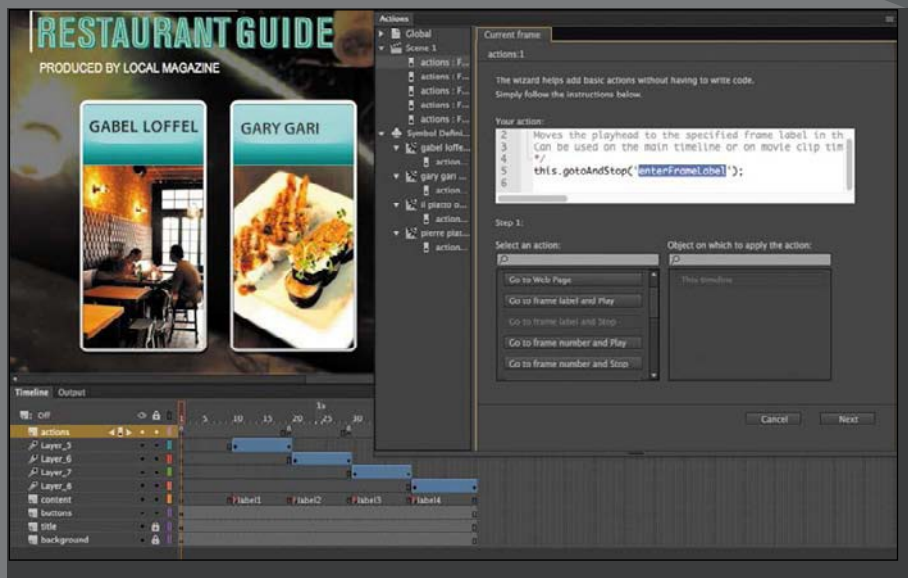 RESTAURANT GUIDE
PRODUCED BY LOCAL MAGAZINE
GABEL LOFFEL
GARY GARI
Actions
Global
Scene 1
actions : F...
actions : F...
actions : F...
actions : F...
actions : F...
Symbol Defini...
gabel loffe...
action...
gary gari ...
action...
il piatto o...
action...
pierre plat...
action...
Current frame
actions:1
The wizard helps add basic actions without having to write code.
Simply follow the instructions below.
Your action:
2 Moves the playhead to the specified frame label in th
3 Can be used on the main timeline or on movie clip tim
4 */
5 this.gotoAndStop('enterFrameLabel');
6
Step 1:
Select an action:
Object on which to apply the action:
Go to Web Page
Go to frame label and Play
Go to frame label and Stop
Go to frame number and Play
Go to frame number and Stop
This timeline
Cancel
Next
Timeline Output
Off
1s
1 5 10 15 20 25 30
actions
Layer_5
Layer_6
Layer_7
Layer_8
content
label1 label2 label3 label4
buttons
title
background